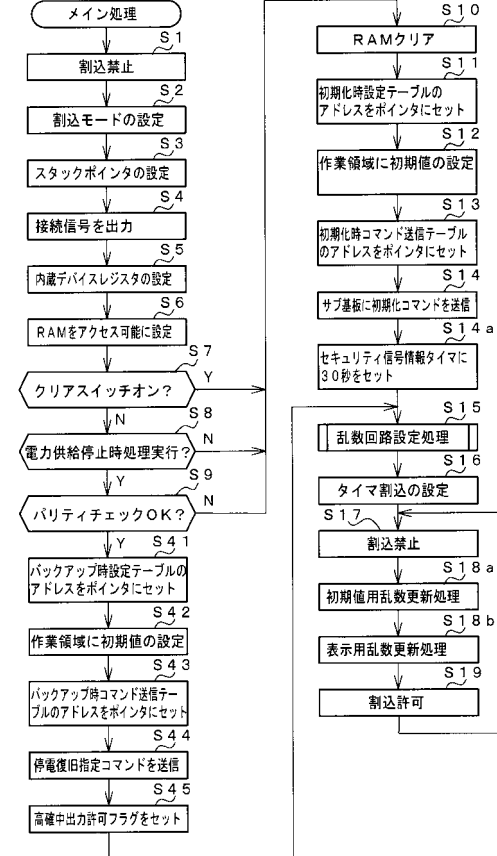 メイン処理
S1
割込禁止
S2
割込モードの設定
S3
スタックポインタの設定
S4
接続信号を出力
S5
内蔵デバイスレジスタの設定
S6
RAMをアクセス可能に設定
S7
クリアスイッチオン?
Y
N
S8
電力供給停止時処理実行?
N
Y
S9
パリティチェックOK?
N
Y
S41
バックアップ時設定テーブルの
アドレスをポインタにセット
S42
作業領域に初期値の設定
S43
バックアップ時コマンド送信テー
ブルのアドレスをポインタにセット
S44
停電復旧指定コマンドを送信
S45
高確中出力許可フラグをセット
S10
RAMクリア
S11
初期化時設定テーブルの
アドレスをポインタにセット
S12
作業領域に初期値の設定
S13
初期化時コマンド送信テーブル
のアドレスをポインタにセット
S14
サブ基板に初期化コマンドを送信
S14a
セキュリティ信号情報タイマに
30秒をセット
S15
乱数回路設定処理
S16
タイマ割込の設定
S17
割込禁止
S18a
初期値用乱数更新処理
S18b
表示用乱数更新処理
S19
割込許可